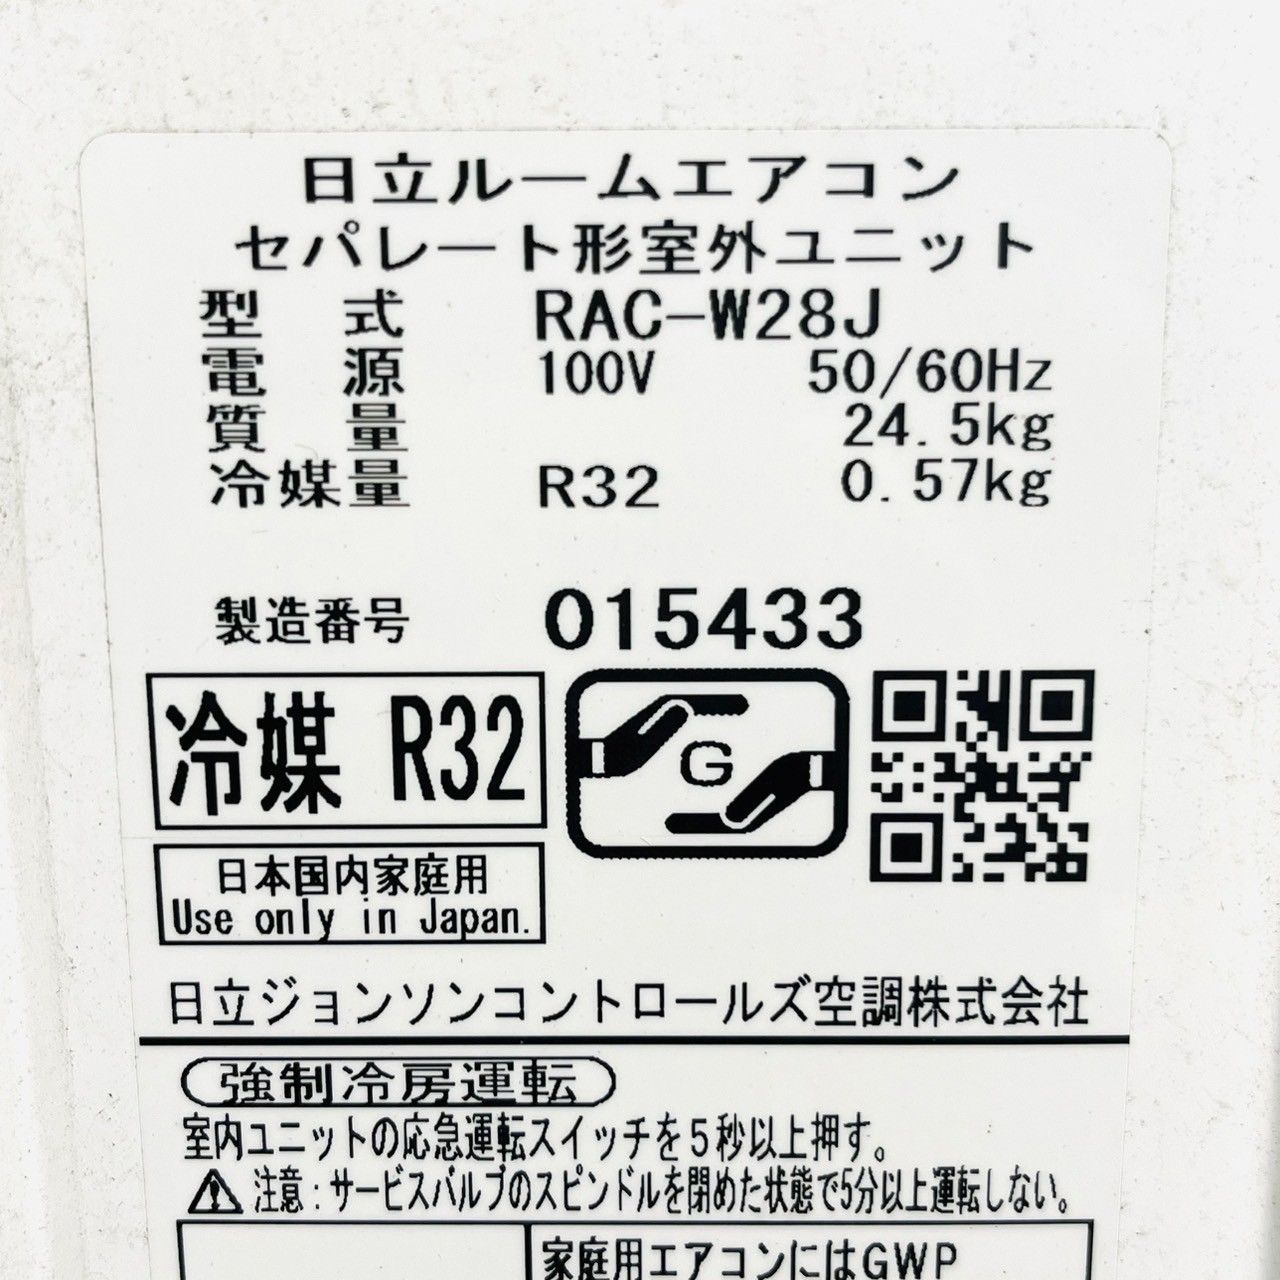 日立ルームエアコン
セパレート形室外ユニット
型式 RAC-W28J
電源 100V 50/60Hz
質量 24.5kg
冷媒量 R32 0.57kg
製造番号 015433
冷媒 R32
G
日本国内家庭用
Use only in Japan.
日立ジョンソンコントロールズ空調株式会社
強制冷房運転
室内ユニットの応急運転スイッチを5秒以上押す。
注意:サービスバルブのスピンドルを閉めた状態で5分以上運転しない。
家庭用エアコンにはGWP